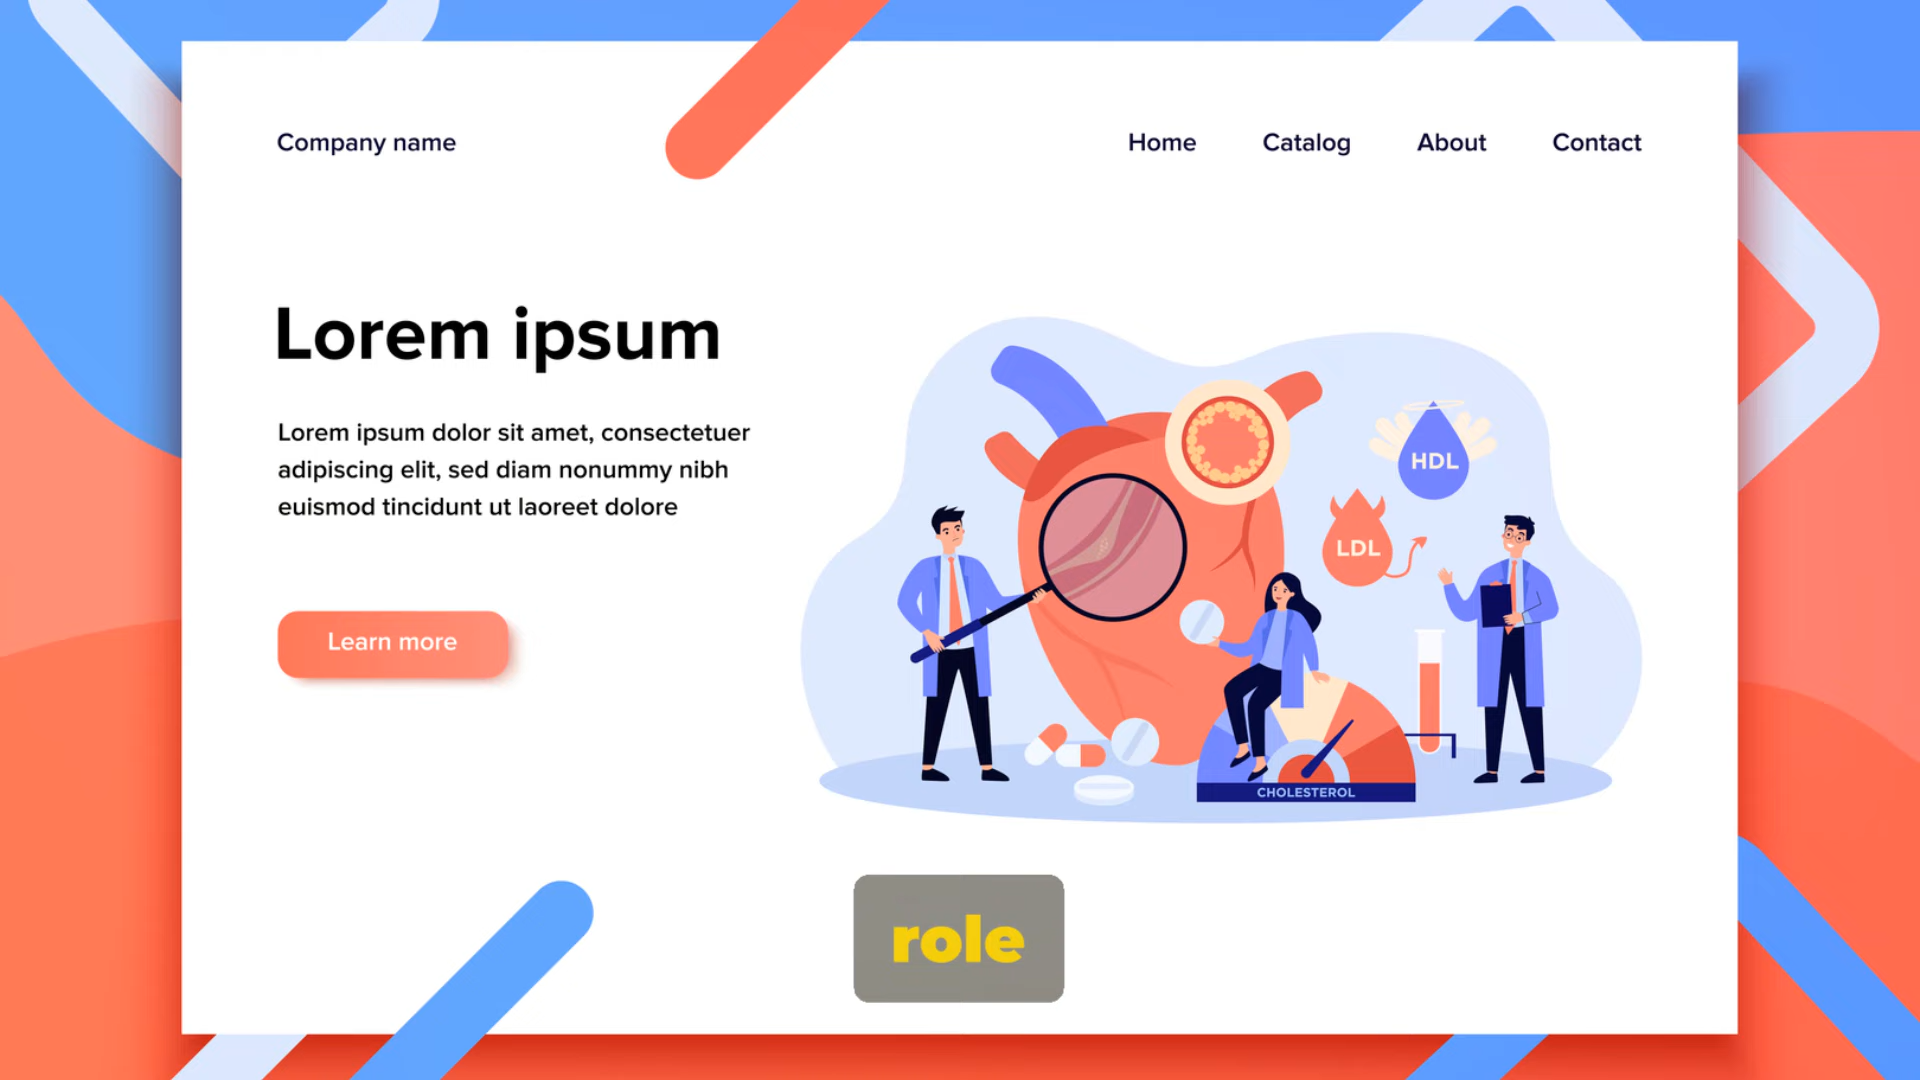 Company name
Home Catalog About Contact
Lorem ipsum
Lorem ipsum dolor sit amet, consectetuer
adipiscing elit, sed diam nonummy nibh
euismod tincidunt ut laoreet dolore
Learn more
HDL
LDL
CHOLESTEROL
role